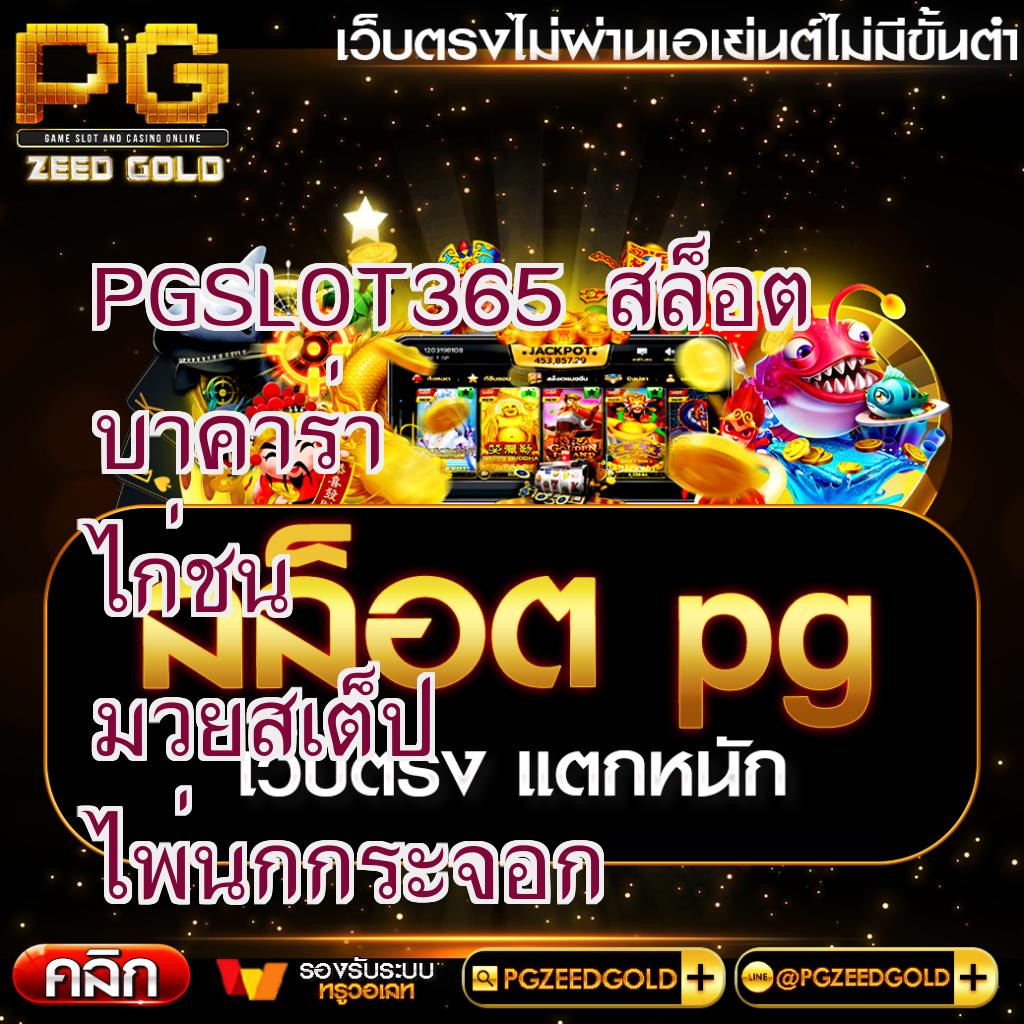 เว็บตรงไม่ผ่านเอเย่นต์ไม่มีขั้นต่ำ
PG
GAME SLOT AND CASINO ONLINE
ZEED GOLD
PGSLOT365 สล็อต
1203198108
JACKPOT
453,857.79
บาคาร่า
ไก่ชน
สล็อต pg
มวยสเต็ป
เว็บตรง แตกหนัก
ไพ่นกกระจอก
คลิก
รองรับระบบ
ทรูวอเลท
PGZEEDGOLD
LINE @PGZEEDGOLD